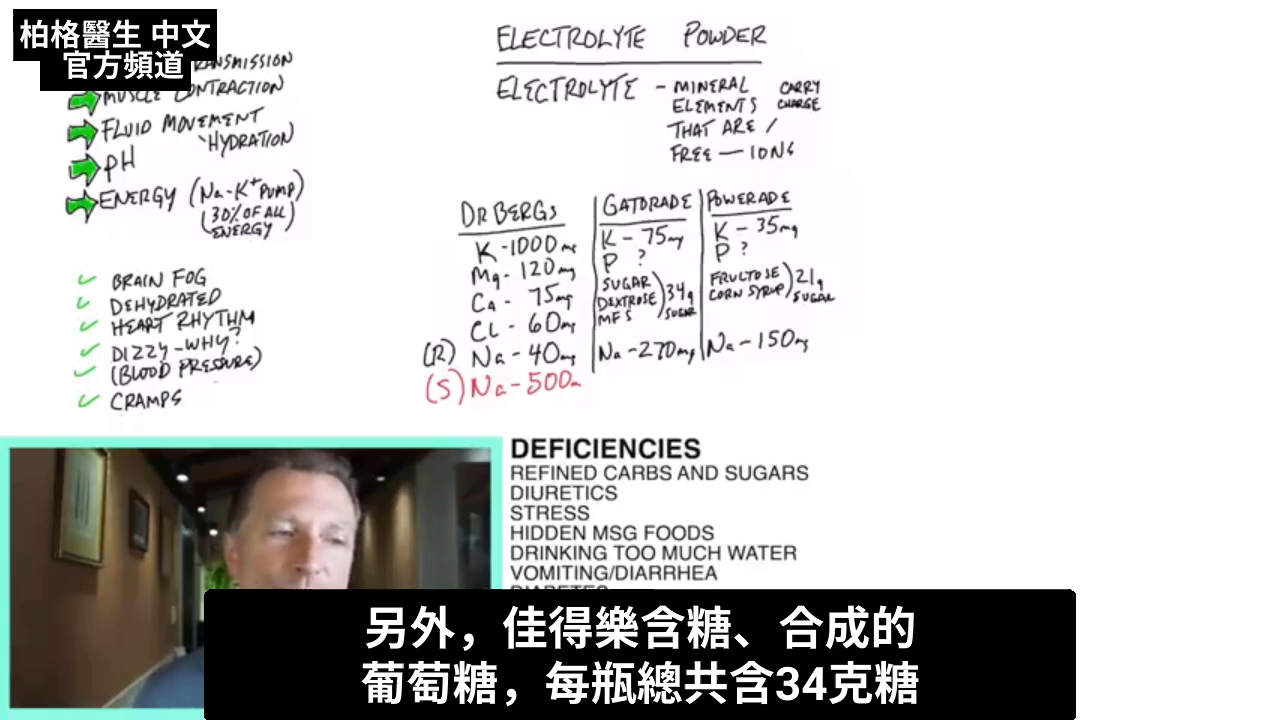 柏格醫生 中文
官方頻道
RANSMISSION
MUSCLE CONTRACTION
FLUID MOVEMENT
HYDRATION
PH
ENERGY (Na-K+ PUMP)
(30% OF ALL
ENERGY)
BRAIN FOG
DEHYDRATED
HEART RHYTHM
DIZZY-WHY?
(BLOOD PRESSURE)
CRAMPS
ELECTROLYTE POWDER
ELECTROLYTE - MINERAL CARRY
ELEMENTS CHARGE
THAT ARE /
FREE — IONS
DR BERGS
K -1000mg
Mg- 120mg
Ca - 75mg
CL - 60mg
(R) Na - 40mg
(S) Na - 500m
GATORADE
K - 75mg
P ?
SUGAR
DEXTROSE ) 34g
MFS SUGAR
Na -270mg
POWERADE
K - 35mg
P ?
FRUCTOSE ) 21g
CORN SYRUP SUGAR
Na - 150mg
DEFICIENCIES
REFINED CARBS AND SUGARS
DIURETICS
STRESS
HIDDEN MSG FOODS
DRINKING TOO MUCH WATER
VOMITING/DIARRHEA
DIABETES
另外，佳得樂含糖、合成的
葡萄糖，每瓶總共含34克糖